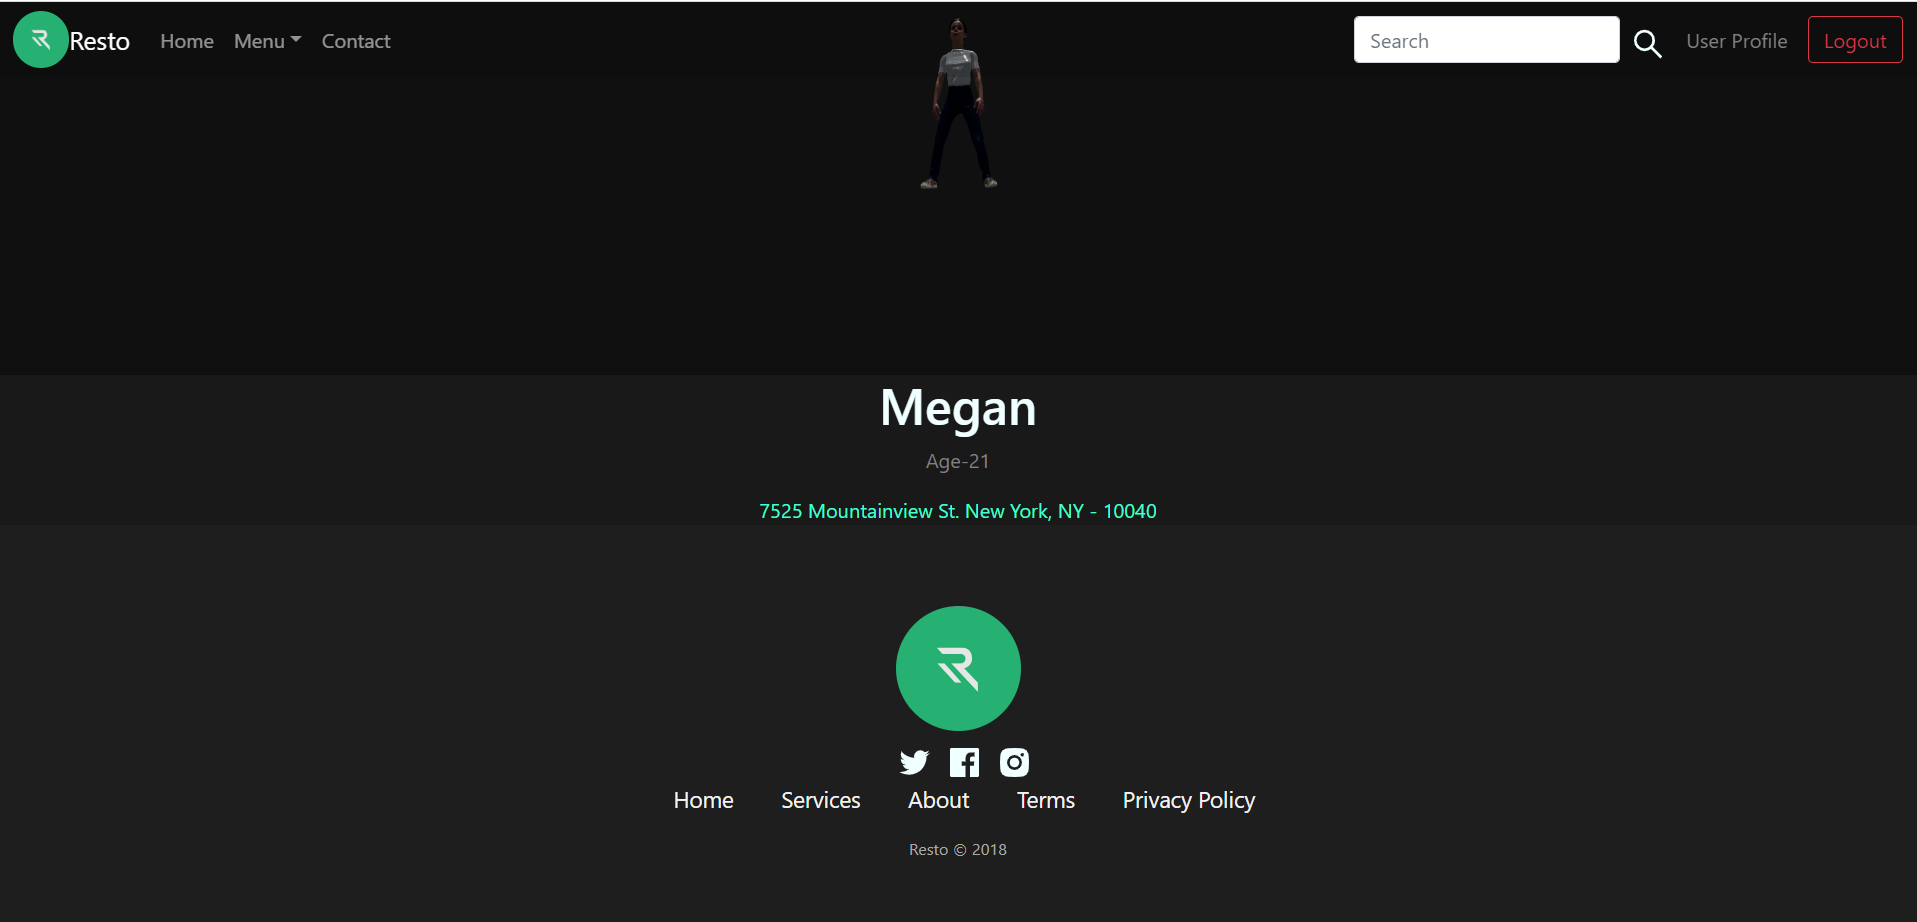 Resto Home Menu Contact Search User Profile Logout
Megan
Age-21
7525 Mountainview St. New York, NY - 10040
Home Services About Terms Privacy Policy
Resto © 2018